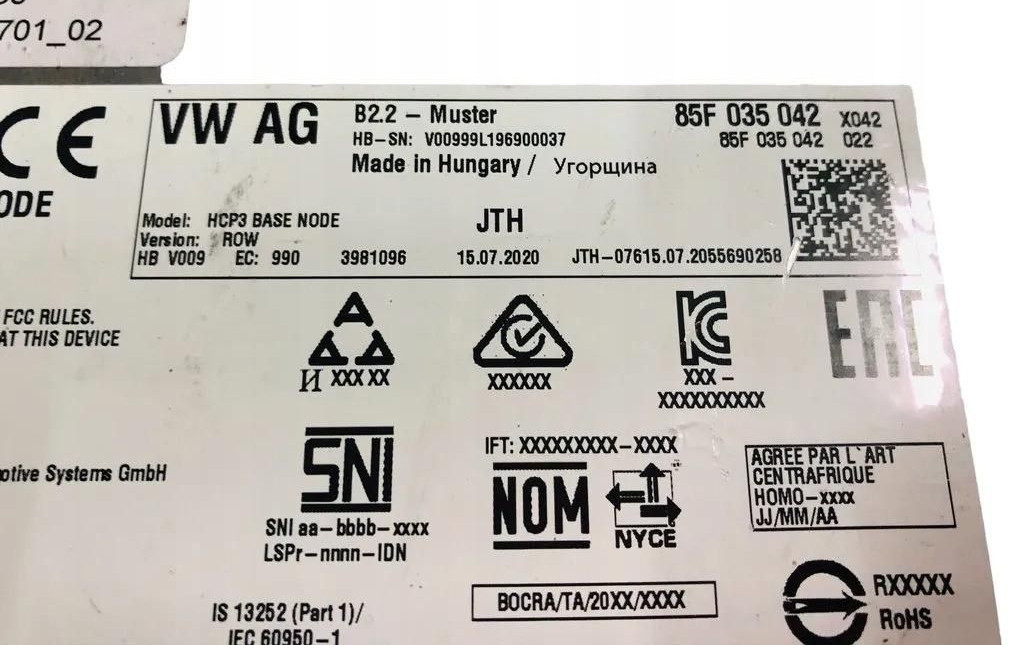 701_02
CE
VW AG
B2.2 – Muster
85F 035 042 X042
HB–SN: V00999L196900037
85F 035 042 022
Made in Hungary / Угорщина
ODE
Model: HCP3 BASE NODE
JTH
Version: ROW
HB V009 EC: 990 3981096 15.07.2020 JTH–07615.07.2055690258
FCC RULES.
AT THIS DEVICE
И XXX XX
XXXXXX
KC
XXX –
XXXXXXXXXX
EAC
otive Systems GmbH
SNI
SNI aa–bbbb–xxxx
LSPr–nnnn–IDN
IFT: XXXXXXXXX–XXXX
NOM
NYCE
AGREE PAR L`ART
CENTRAFRIQUE
HOMO–xxxx
JJ/MM/AA
IS 13252 (Part 1)/
IEC 60950–1
BOCRA/TA/20XX/XXXX
RXXXXX
RoHS